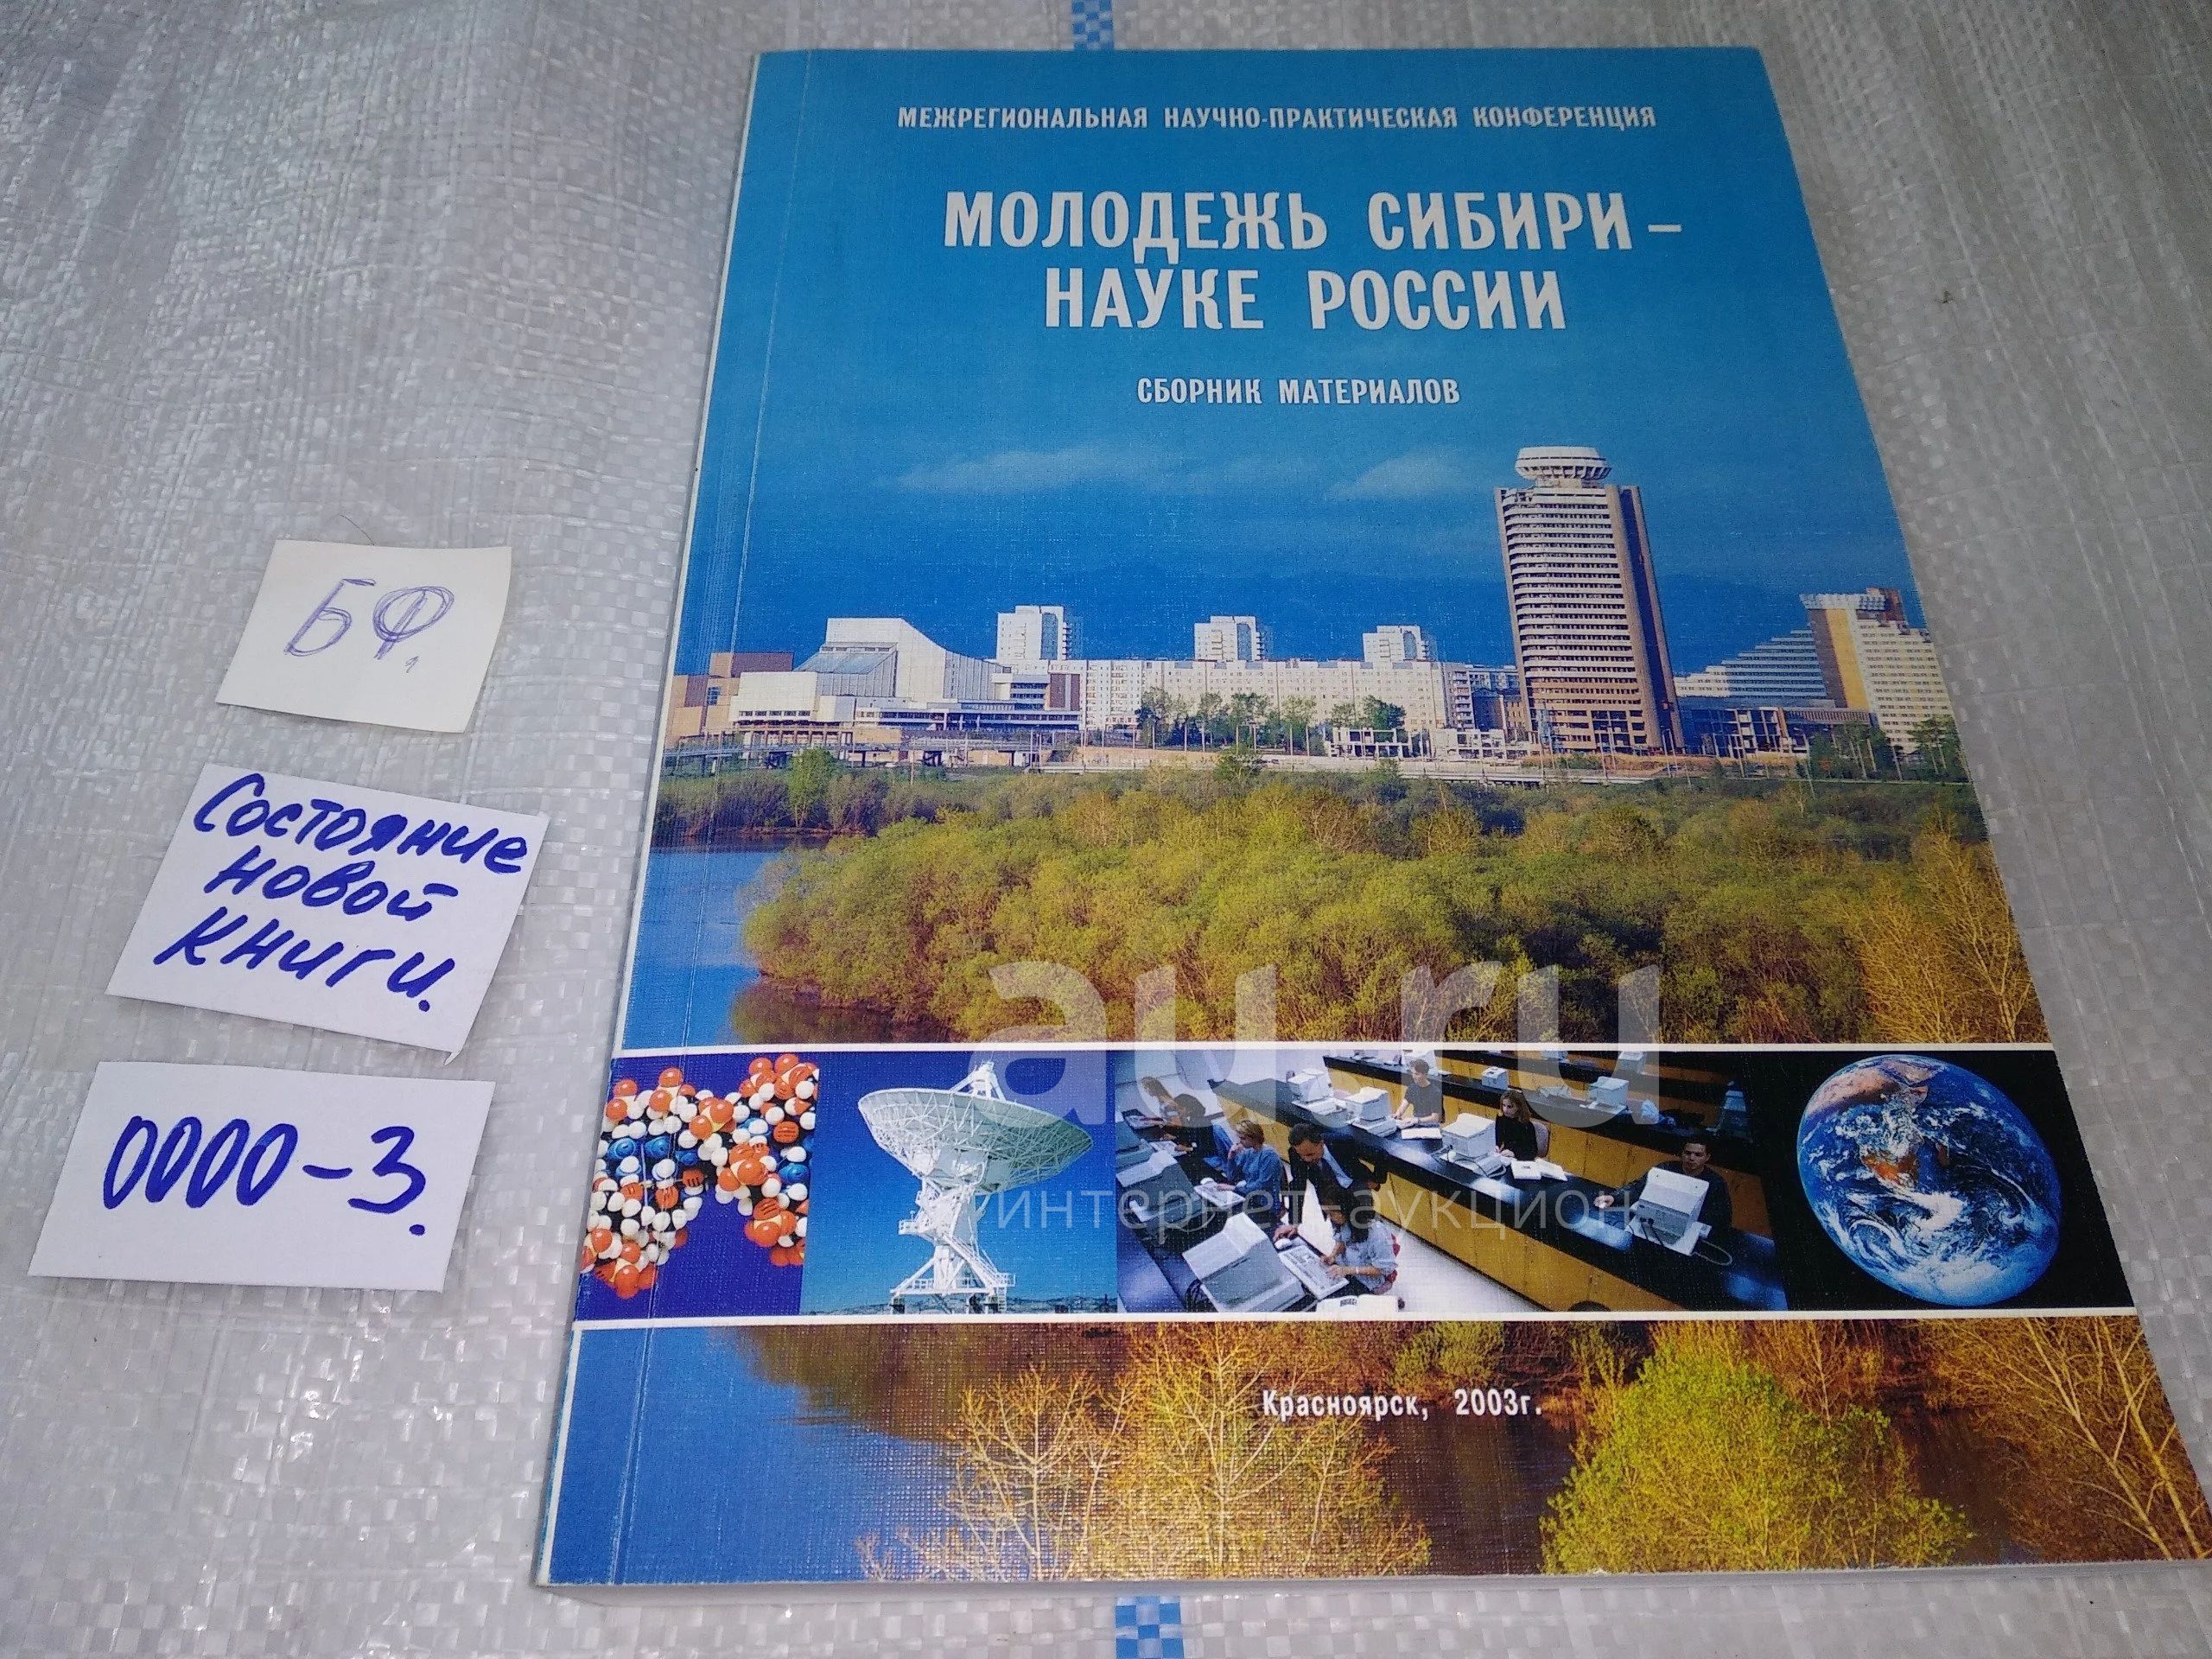 МЕЖРЕГИОНАЛЬНАЯ НАУЧНО-ПРАКТИЧЕСКАЯ КОНФЕРЕНЦИЯ
МОЛОДЕЖЬ СИБИРИ –
НАУКЕ РОССИИ
СБОРНИК МАТЕРИАЛОВ
БФ,
Состояние
новой
книги.
0000-3.
au.ru
интернет-аукцион
Красноярск, 2003г.